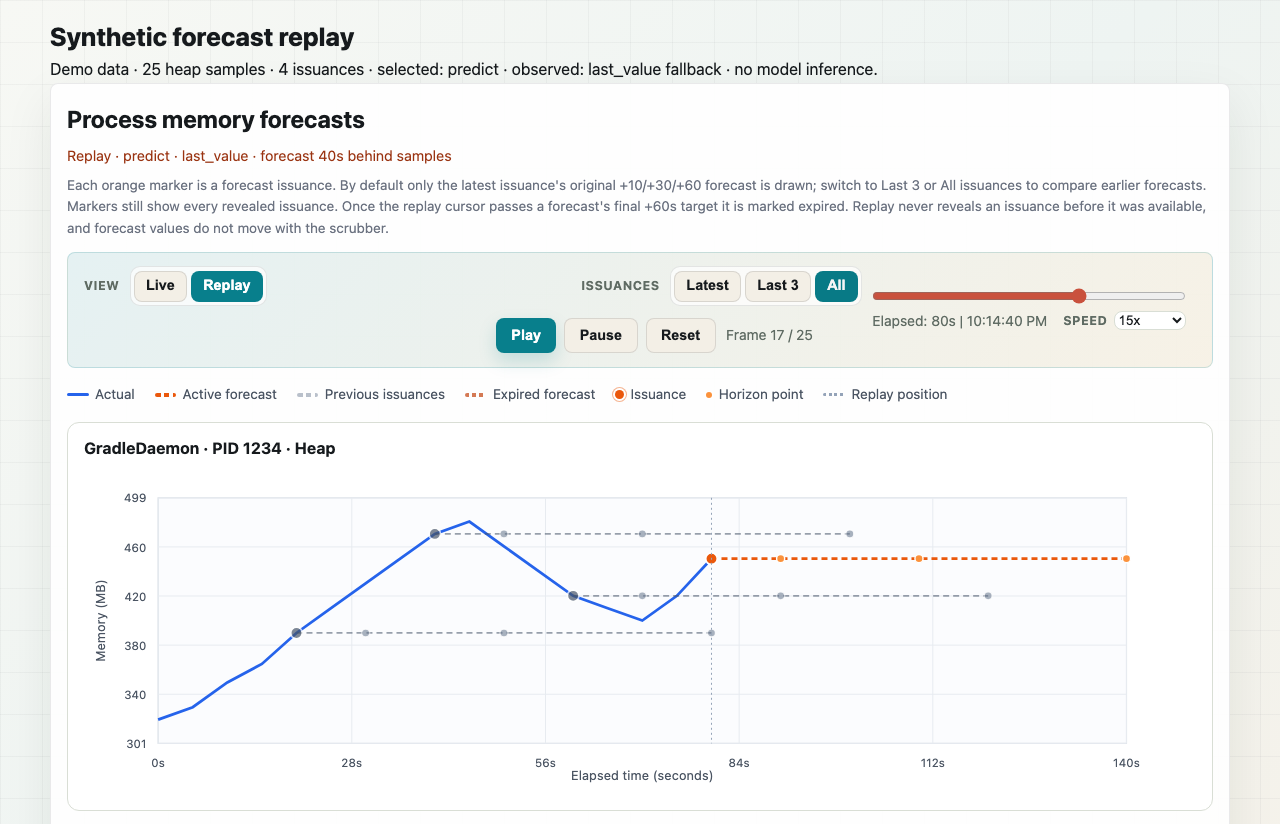 Synthetic forecast replay
Demo data · 25 heap samples · 4 issuances · selected: predict · observed: last_value fallback · no model inference.
Process memory forecasts
Replay · predict · last_value · forecast 40s behind samples
Each orange marker is a forecast issuance. By default only the latest issuance's original +10/+30/+60 forecast is drawn; switch to Last 3 or All issuances to compare earlier forecasts.
Markers still show every revealed issuance. Once the replay cursor passes a forecast's final +60s target it is marked expired. Replay never reveals an issuance before it was available,
and forecast values do not move with the scrubber.
VIEW Live Replay ISSUANCES Latest Last 3 All
Play Pause Reset Frame 17 / 25 Elapsed: 80s | 10:14:40 PM SPEED 15x
Actual Active forecast Previous issuances Expired forecast Issuance Horizon point Replay position
GradleDaemon · PID 1234 · Heap
499
460
420
380
340
301
Memory (MB)
0s 28s 56s 84s 112s 140s
Elapsed time (seconds)